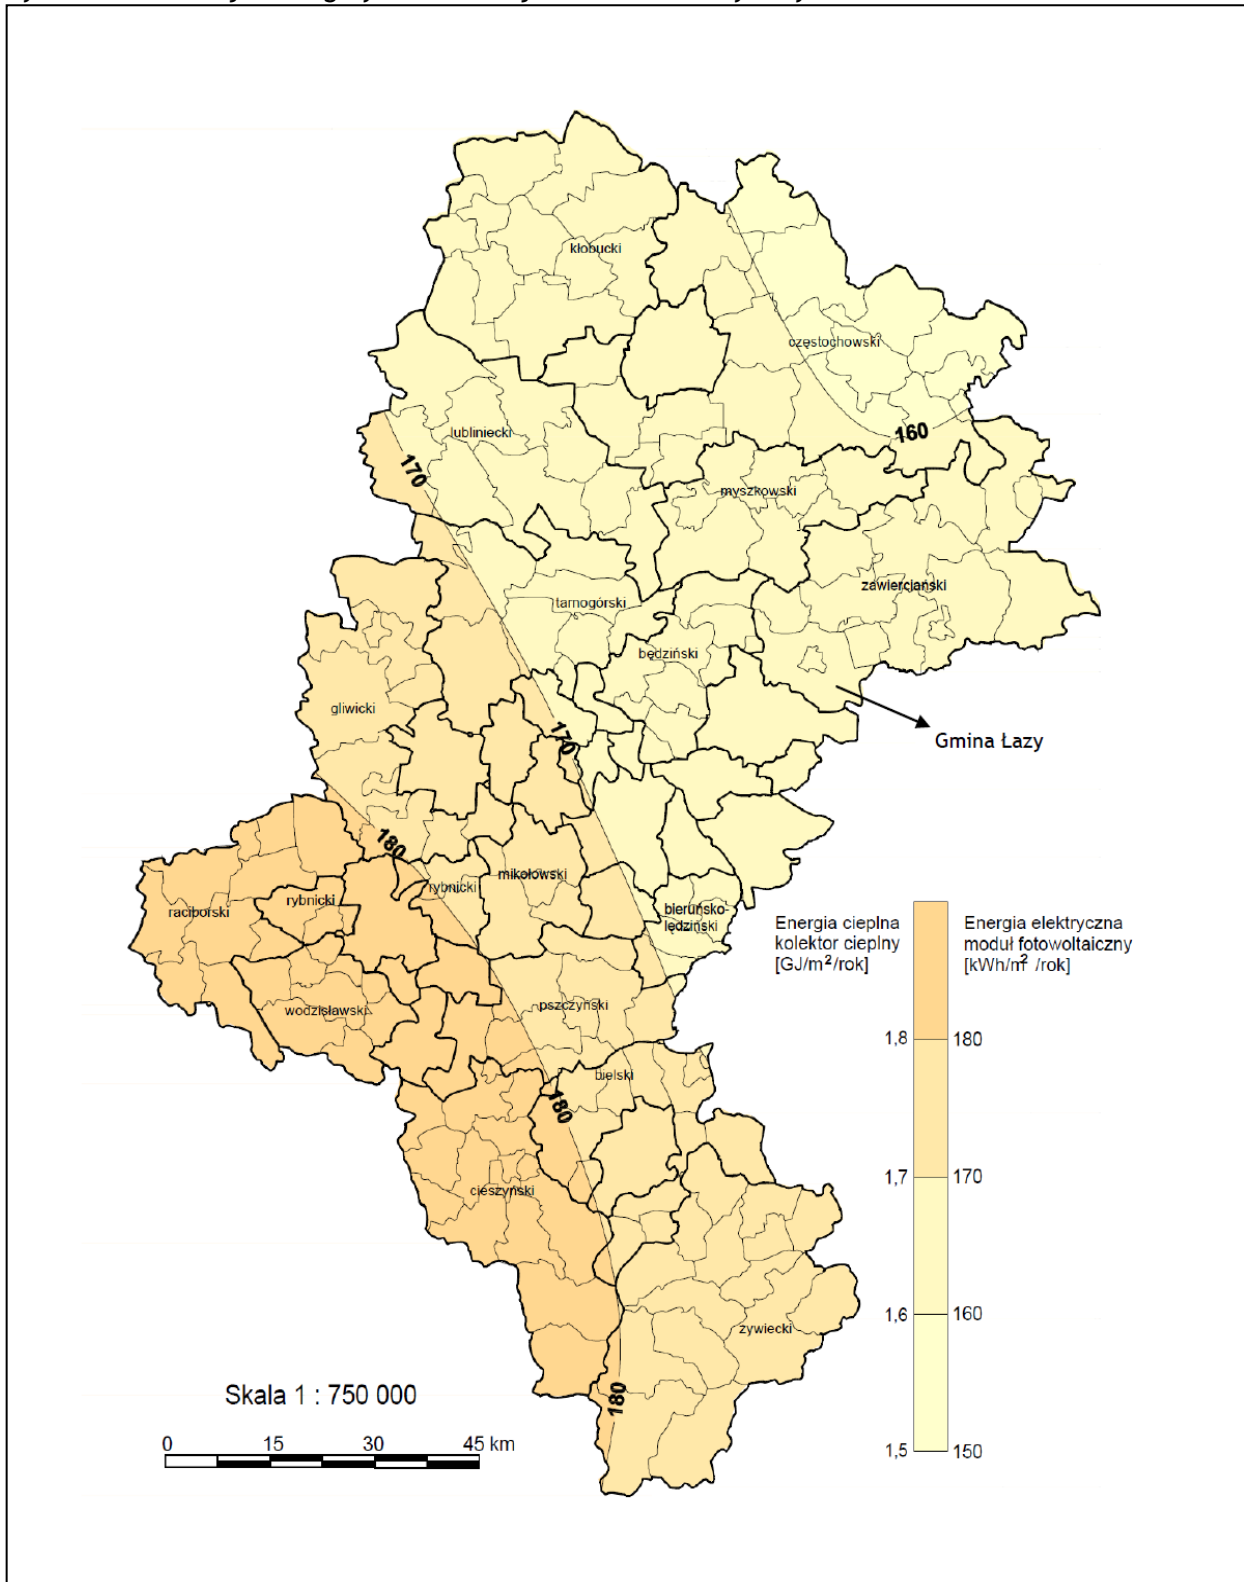 kłobucki
częstochowski
160
lubliniecki
170
myszkowski
zawierciański
tarnogórski
będziński
gliwicki
170
Gmina Łazy
180
mikołowski
rybnicki
rybnicki
raciborski
bieruńsko-
lędziński
Energia cieplna
kolektor cieplny
[GJ/m²/rok]
Energia elektryczna
moduł fotowoltaiczny
[kWh/m² /rok]
wodzisławski
pszczyński
1,8 180
bielski
180
1,7 170
cieszyński
1,6 160
żywiecki
180
Skala 1 : 750 000
0 15 30 45 km
1,5 150